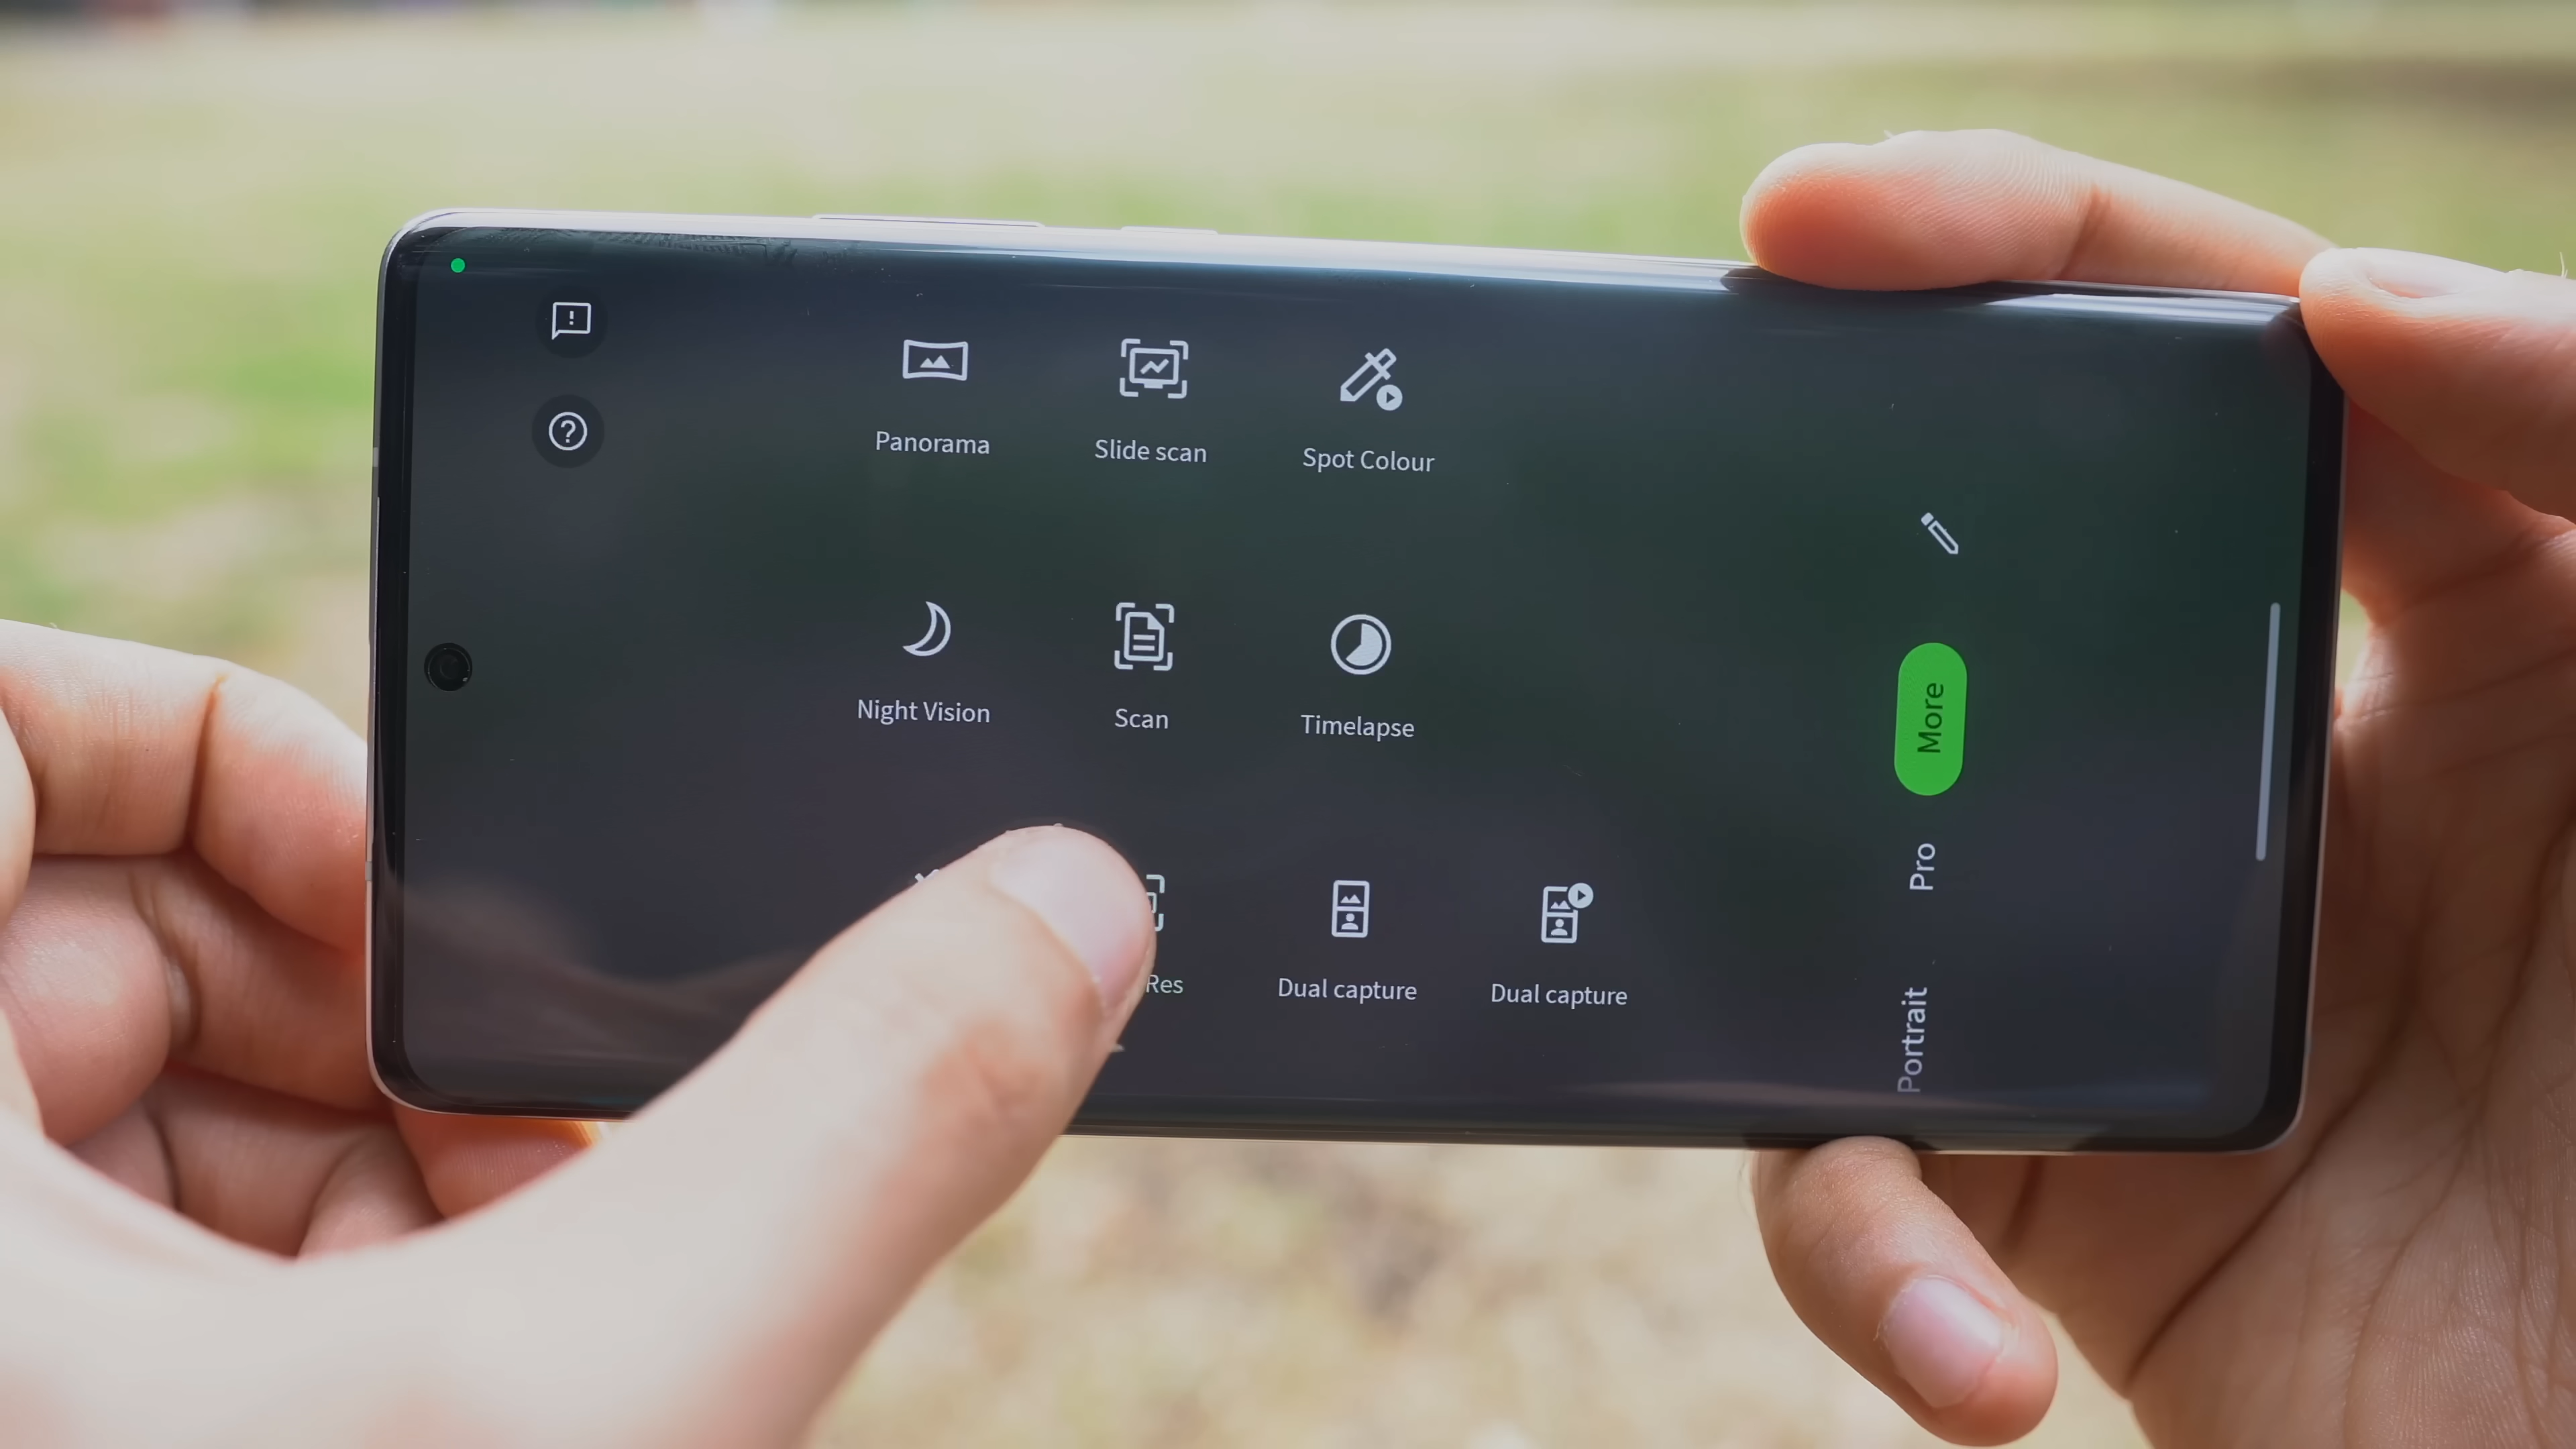 Panorama
Slide scan
Spot Colour
Night Vision
Scan
Timelapse
Res
Dual capture
Dual capture
More
Pro
Portrait